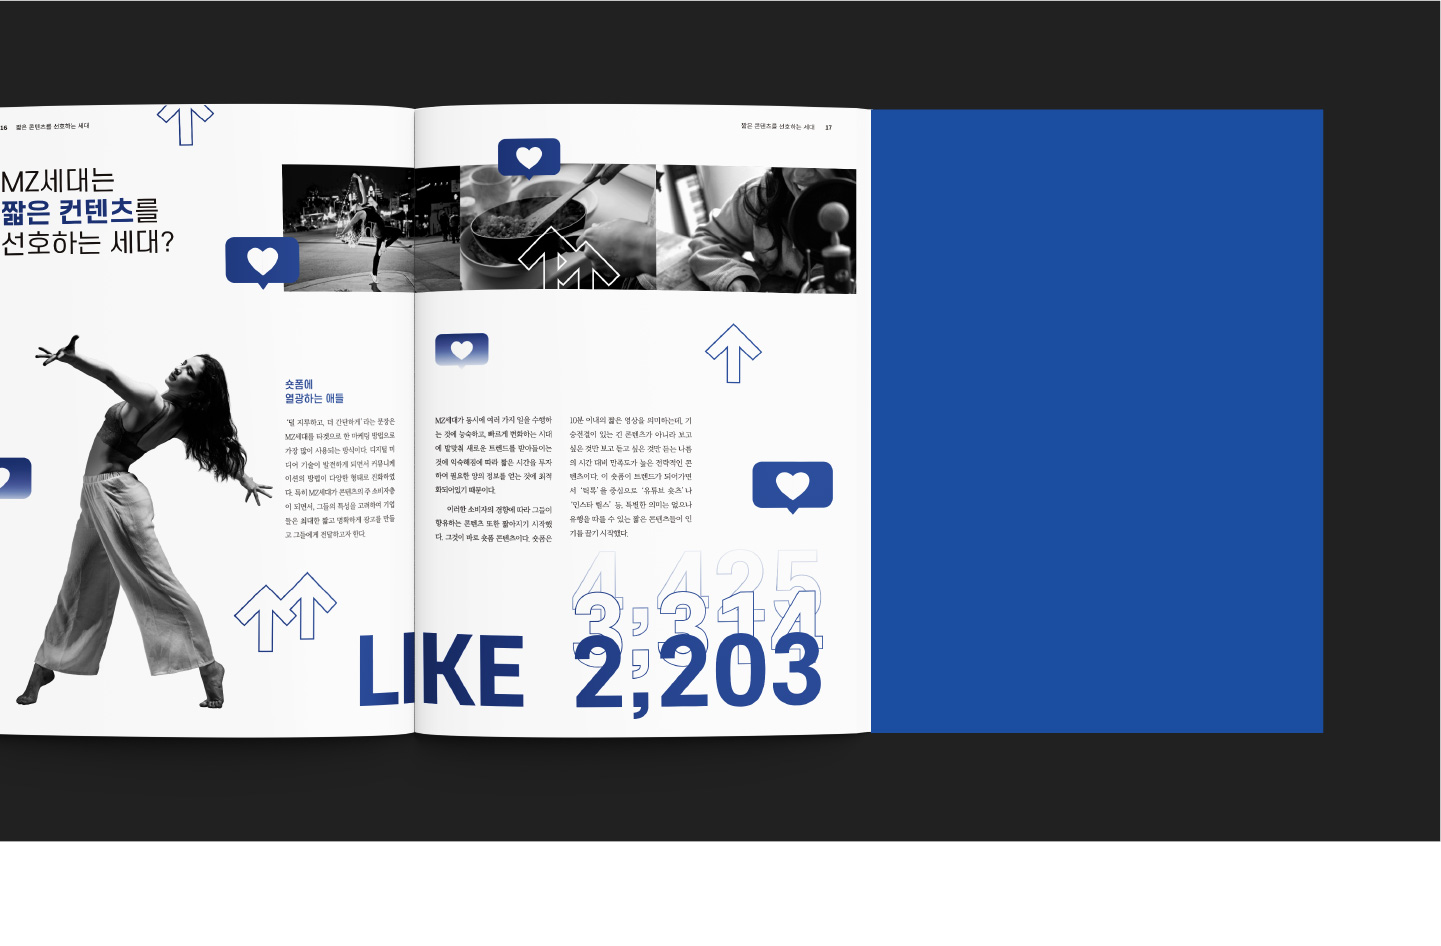 16 짧은 콘텐츠를 선호하는 세대
MZ세대는
짧은 컨텐츠를
선호하는 세대?
숏폼에
열광하는 애들
'덜 지루하고, 더 간단하게'라는 문장은
MZ세대를 타겟으로 한 마케팅 방법으로
가장 많이 사용되는 방식이다. 디지털 미
디어 기술이 발전하게 되면서 커뮤니케
이션의 방법이 다양한 형태로 진화하였
다. 특히 MZ세대가 콘텐츠의 주 소비자층
이 되면서, 그들의 특성을 고려하여 기업
들은 최대한 짧고 명확하게 광고를 만들
고 그들에게 전달하고자 한다.
짧은 콘텐츠를 선호하는 세대 17
MZ세대가 동시에 여러 가지 일을 수행하
는 것에 능숙하고, 빠르게 변화하는 시대
에 발맞춰 새로운 트렌드를 받아들이는
것에 익숙해짐에 따라 짧은 시간을 투자
하여 필요한 양의 정보를 얻는 것에 최적
화되어있기 때문이다.
이러한 소비자의 경향에 따라 그들이
향유하는 콘텐츠 또한 짧아지기 시작했
다. 그것이 바로 숏폼 콘텐츠이다. 숏폼은
10분 이내의 짧은 영상을 의미하는데, 기
승전결이 있는 긴 콘텐츠가 아니라 보고
싶은 것만 보고 듣고 싶은 것만 듣는 나름
의 시간 대비 만족도가 높은 전략적인 콘
텐츠이다. 이 숏폼이 트렌드가 되어가면
서 '틱톡'을 중심으로 '유튜브 숏츠'나
'인스타 릴스' 등, 특별한 의미는 없으나
유행을 따를 수 있는 짧은 콘텐츠들이 인
기를 끌기 시작했다.
4,425
3,314
LIKE 2,203